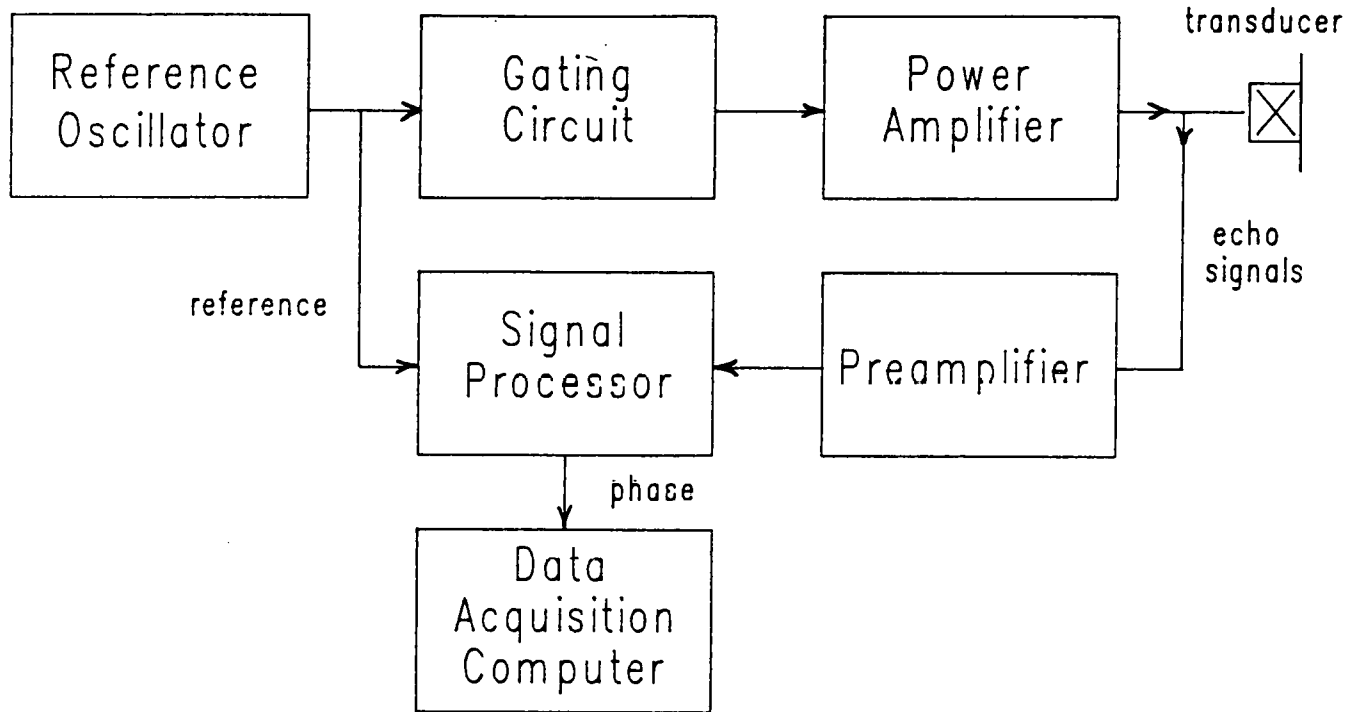 transducer
Reference
Oscillator
Gating
Circuit
Power
Amplifier
echo
signals
reference
Signal
Processor
Preamplifier
phase
Data
Acquisition
Computer